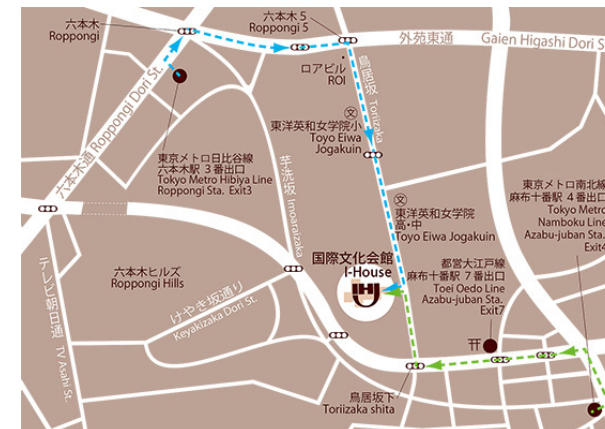 六本木
Roppongi
六本木 5
Roppongi 5
外苑東通
Gaien Higashi Dori S
ロアビル
ROI
鳥居坂 Toriizaka
六本木通 Roppongi Dori St.
文
東洋英和女学院小
Toyo Eiwa
Jogakuin
東京メトロ日比谷線
六本木駅 3番出口
Tokyo Metro Hibiya Line
Roppongi Sta. Exit3
芋洗坂 Imoaraizaka
東京メトロ南北線
麻布十番駅 4番出口
Tokyo Metro
Namboku Line
Azabu-juban Sta.
Exit4
文
東洋英和女学院
高・中
Toyo Eiwa Jogakuin
国際文化会館
I-House
IHJ
都営大江戸線
麻布十番駅 7番出口
Toei Oedo Line
Azabu-juban Sta.
Exit7
六本木ヒルズ
Roppongi Hills
けやき坂通り
Keyakizaka Dori St.
テレビ朝日通
TV Asahi St.
鳥居坂下
Toriizaka shita